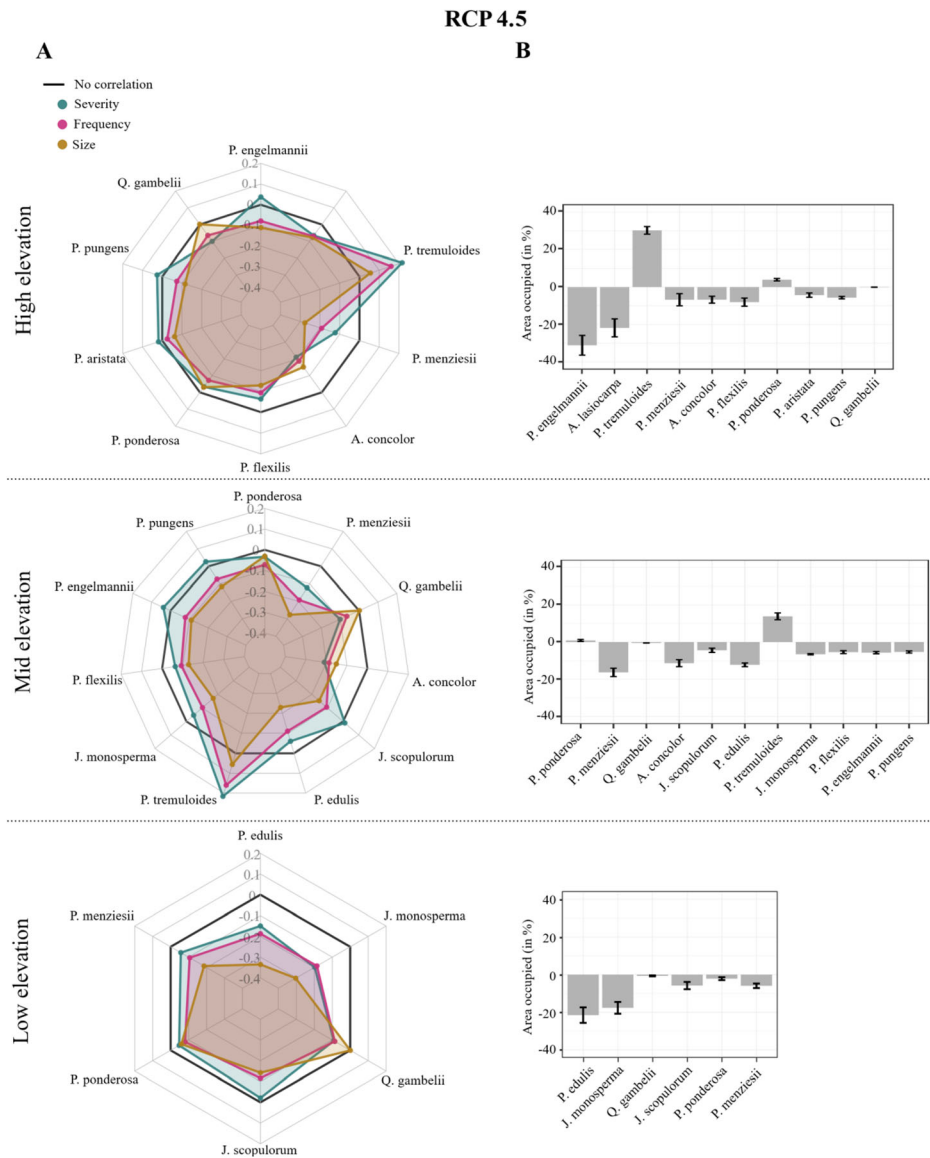 RCP 4.5
A
B
No correlation
Severity
Frequency
Size
High elevation
P. engelmannii
P. tremuloides
P. menziesii
A. concolor
P. flexilis
P. ponderosa
P. aristata
P. pungens
Q. gambelii
0.2
0.1
0
-0.1
-0.2
-0.3
-0.4
Area occupied (in %)
40
20
0
-20
-40
P. engelmannii
A. lasiocarpa
P. tremuloides
P. menziesii
A. concolor
P. flexilis
P. ponderosa
P. aristata
P. pungens
Q. gambelii
Mid elevation
P. ponderosa
P. menziesii
Q. gambelii
A. concolor
J. scopulorum
P. edulis
P. tremuloides
J. monosperma
P. flexilis
P. engelmannii
P. pungens
0.2
0.1
0
-0.1
-0.2
-0.3
-0.4
Area occupied (in %)
40
20
0
-20
-40
P. ponderosa
P. menziesii
Q. gambelii
A. concolor
J. scopulorum
P. edulis
P. tremuloides
J. monosperma
P. flexilis
P. engelmannii
P. pungens
Low elevation
P. edulis
J. monosperma
Q. gambelii
J. scopulorum
P. ponderosa
P. menziesii
0.2
0.1
0
-0.1
-0.2
-0.3
-0.4
Area occupied (in %)
40
20
0
-20
-40
P. edulis
J. monosperma
Q. gambelii
J. scopulorum
P. ponderosa
P. menziesii